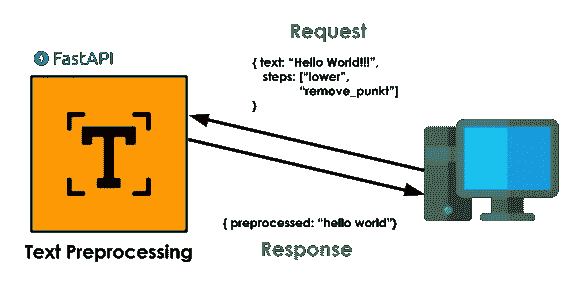 Request
FastAPI
{ text: “Hello World!!!”,
steps: [“lower”,
“remove_punkt”]
}
T
{ preprocessed: “hello world”}
Text Preprocessing
Response